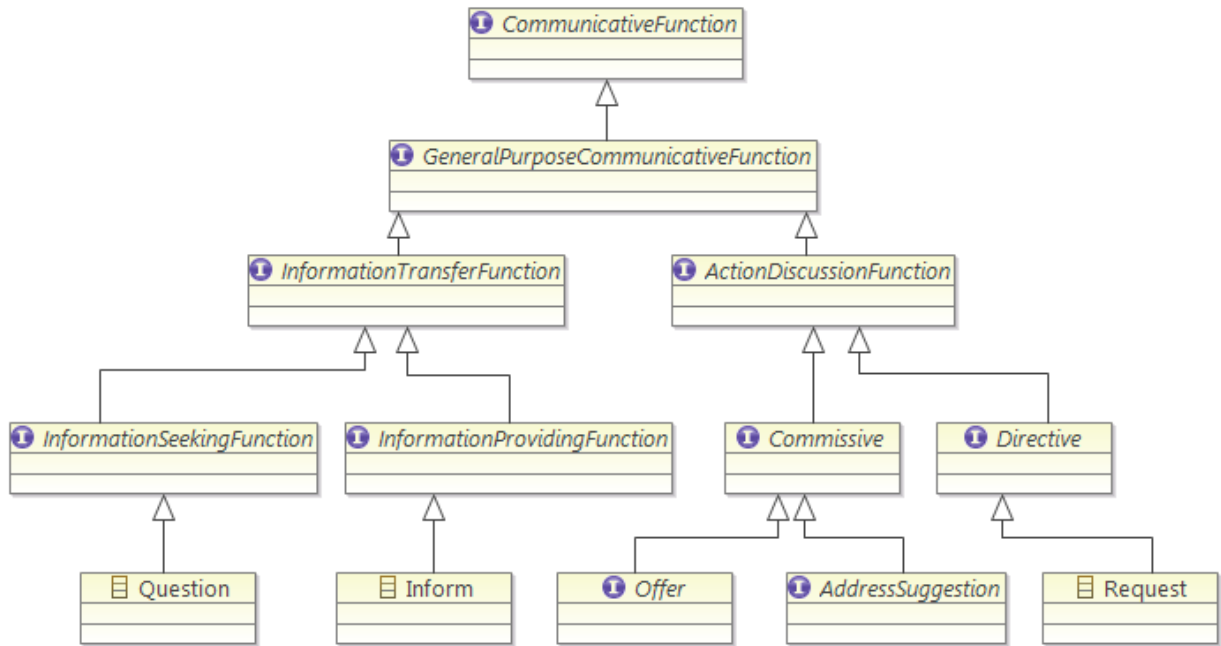 I CommunicativeFunction
I GeneralPurposeCommunicativeFunction
I InformationTransferFunction
I ActionDiscussionFunction
I InformationSeekingFunction
I InformationProvidingFunction
I Commissive
I Directive
Question
Inform
I Offer
I AddressSuggestion
Request